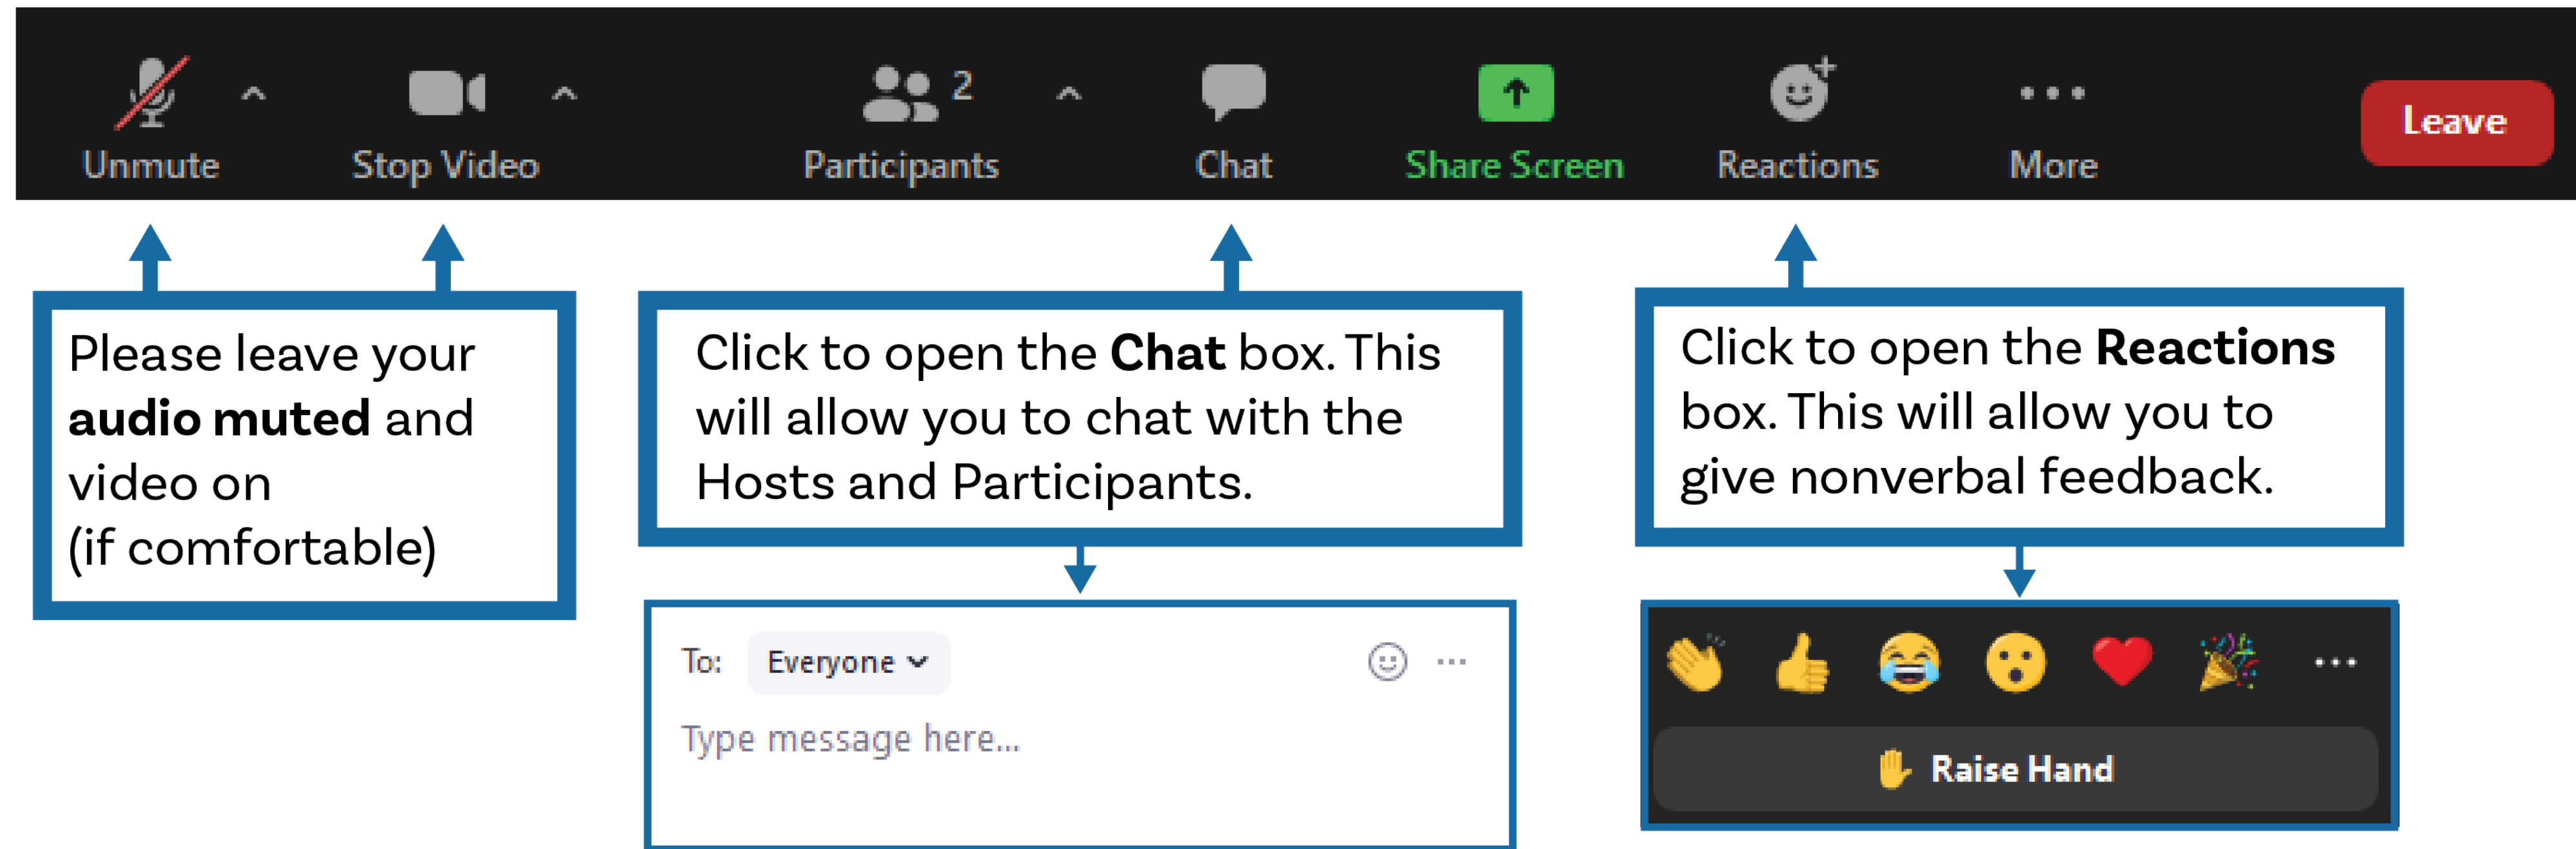 2
Unmute
Stop Video
Participants
Chat
Share Screen
Reactions
More
Leave
Please leave your
audio muted and
video on
(if comfortable)
Click to open the Chat box. This
will allow you to chat with the
Hosts and Participants.
Click to open the Reactions
box. This will allow you to
give nonverbal feedback.
To: Everyone
Type message here...
Raise Hand